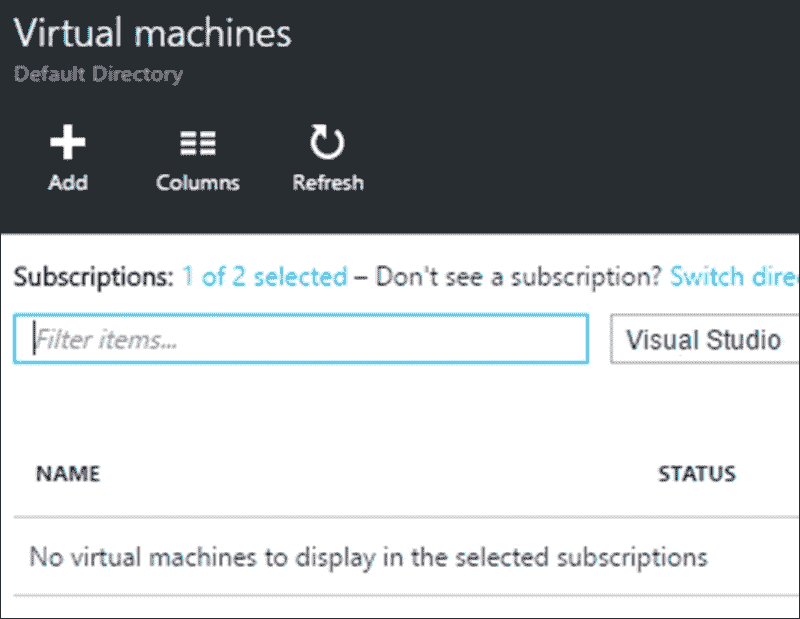 Virtual machines
Default Directory
Add Columns Refresh
Subscriptions: 1 of 2 selected – Don't see a subscription? Switch dire
Filter items... Visual Studio
NAME STATUS
No virtual machines to display in the selected subscriptions